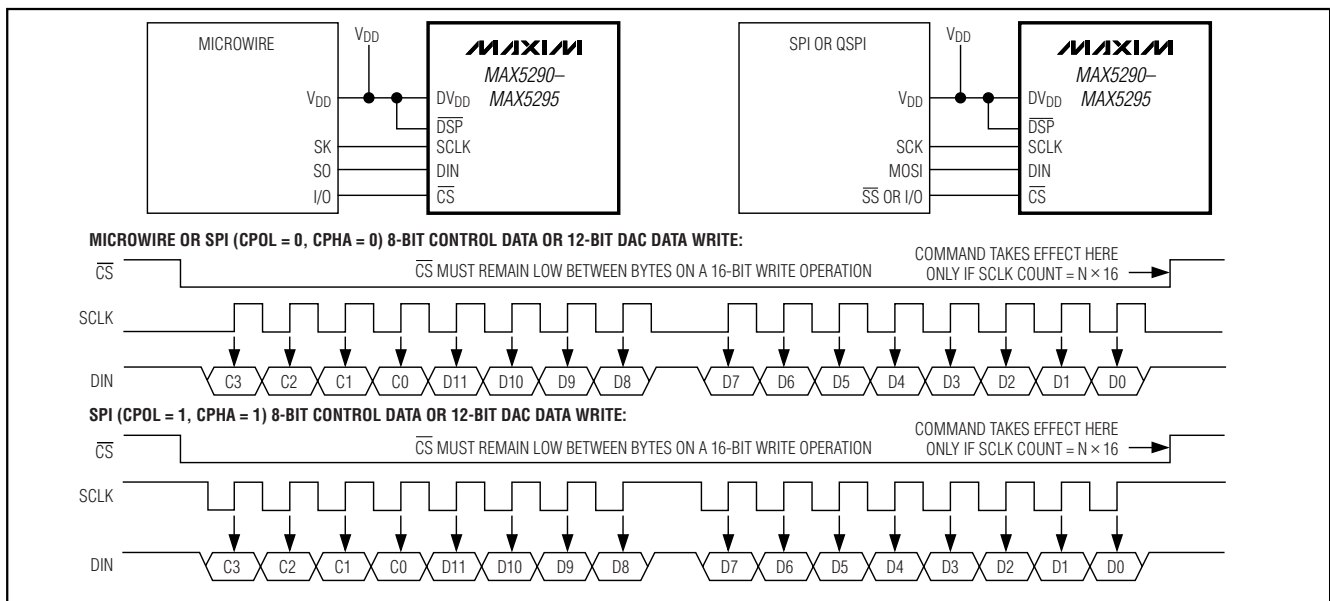 MICROWIRE
VDD
MAXIM
MAX5290–
MAX5295
VDD
DVDD
DSP
SK
SCLK
SO
DIN
I/O
CS
SPI OR QSPI
VDD
MAXIM
MAX5290–
MAX5295
VDD
DVDD
DSP
SCK
SCLK
MOSI
DIN
SS OR I/O
CS
MICROWIRE OR SPI (CPOL = 0, CPHA = 0) 8-BIT CONTROL DATA OR 12-BIT DAC DATA WRITE:
CS
CS MUST REMAIN LOW BETWEEN BYTES ON A 16-BIT WRITE OPERATION
COMMAND TAKES EFFECT HERE
ONLY IF SCLK COUNT = N × 16
SCLK
DIN
C3 C2 C1 C0 D11 D10 D9 D8 D7 D6 D5 D4 D3 D2 D1 D0
SPI (CPOL = 1, CPHA = 1) 8-BIT CONTROL DATA OR 12-BIT DAC DATA WRITE:
CS
CS MUST REMAIN LOW BETWEEN BYTES ON A 16-BIT WRITE OPERATION
COMMAND TAKES EFFECT HERE
ONLY IF SCLK COUNT = N × 16
SCLK
DIN
C3 C2 C1 C0 D11 D10 D9 D8 D7 D6 D5 D4 D3 D2 D1 D0